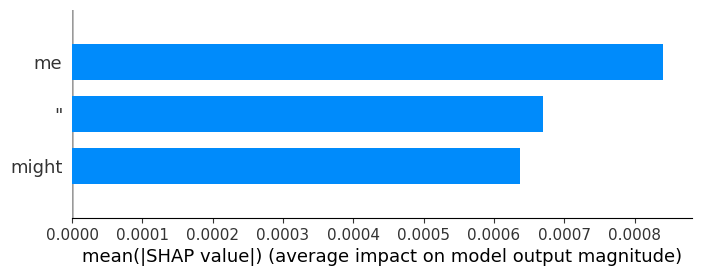 me
"
might
0.0000 0.0001 0.0002 0.0003 0.0004 0.0005 0.0006 0.0007 0.0008
mean(|SHAP value|) (average impact on model output magnitude)